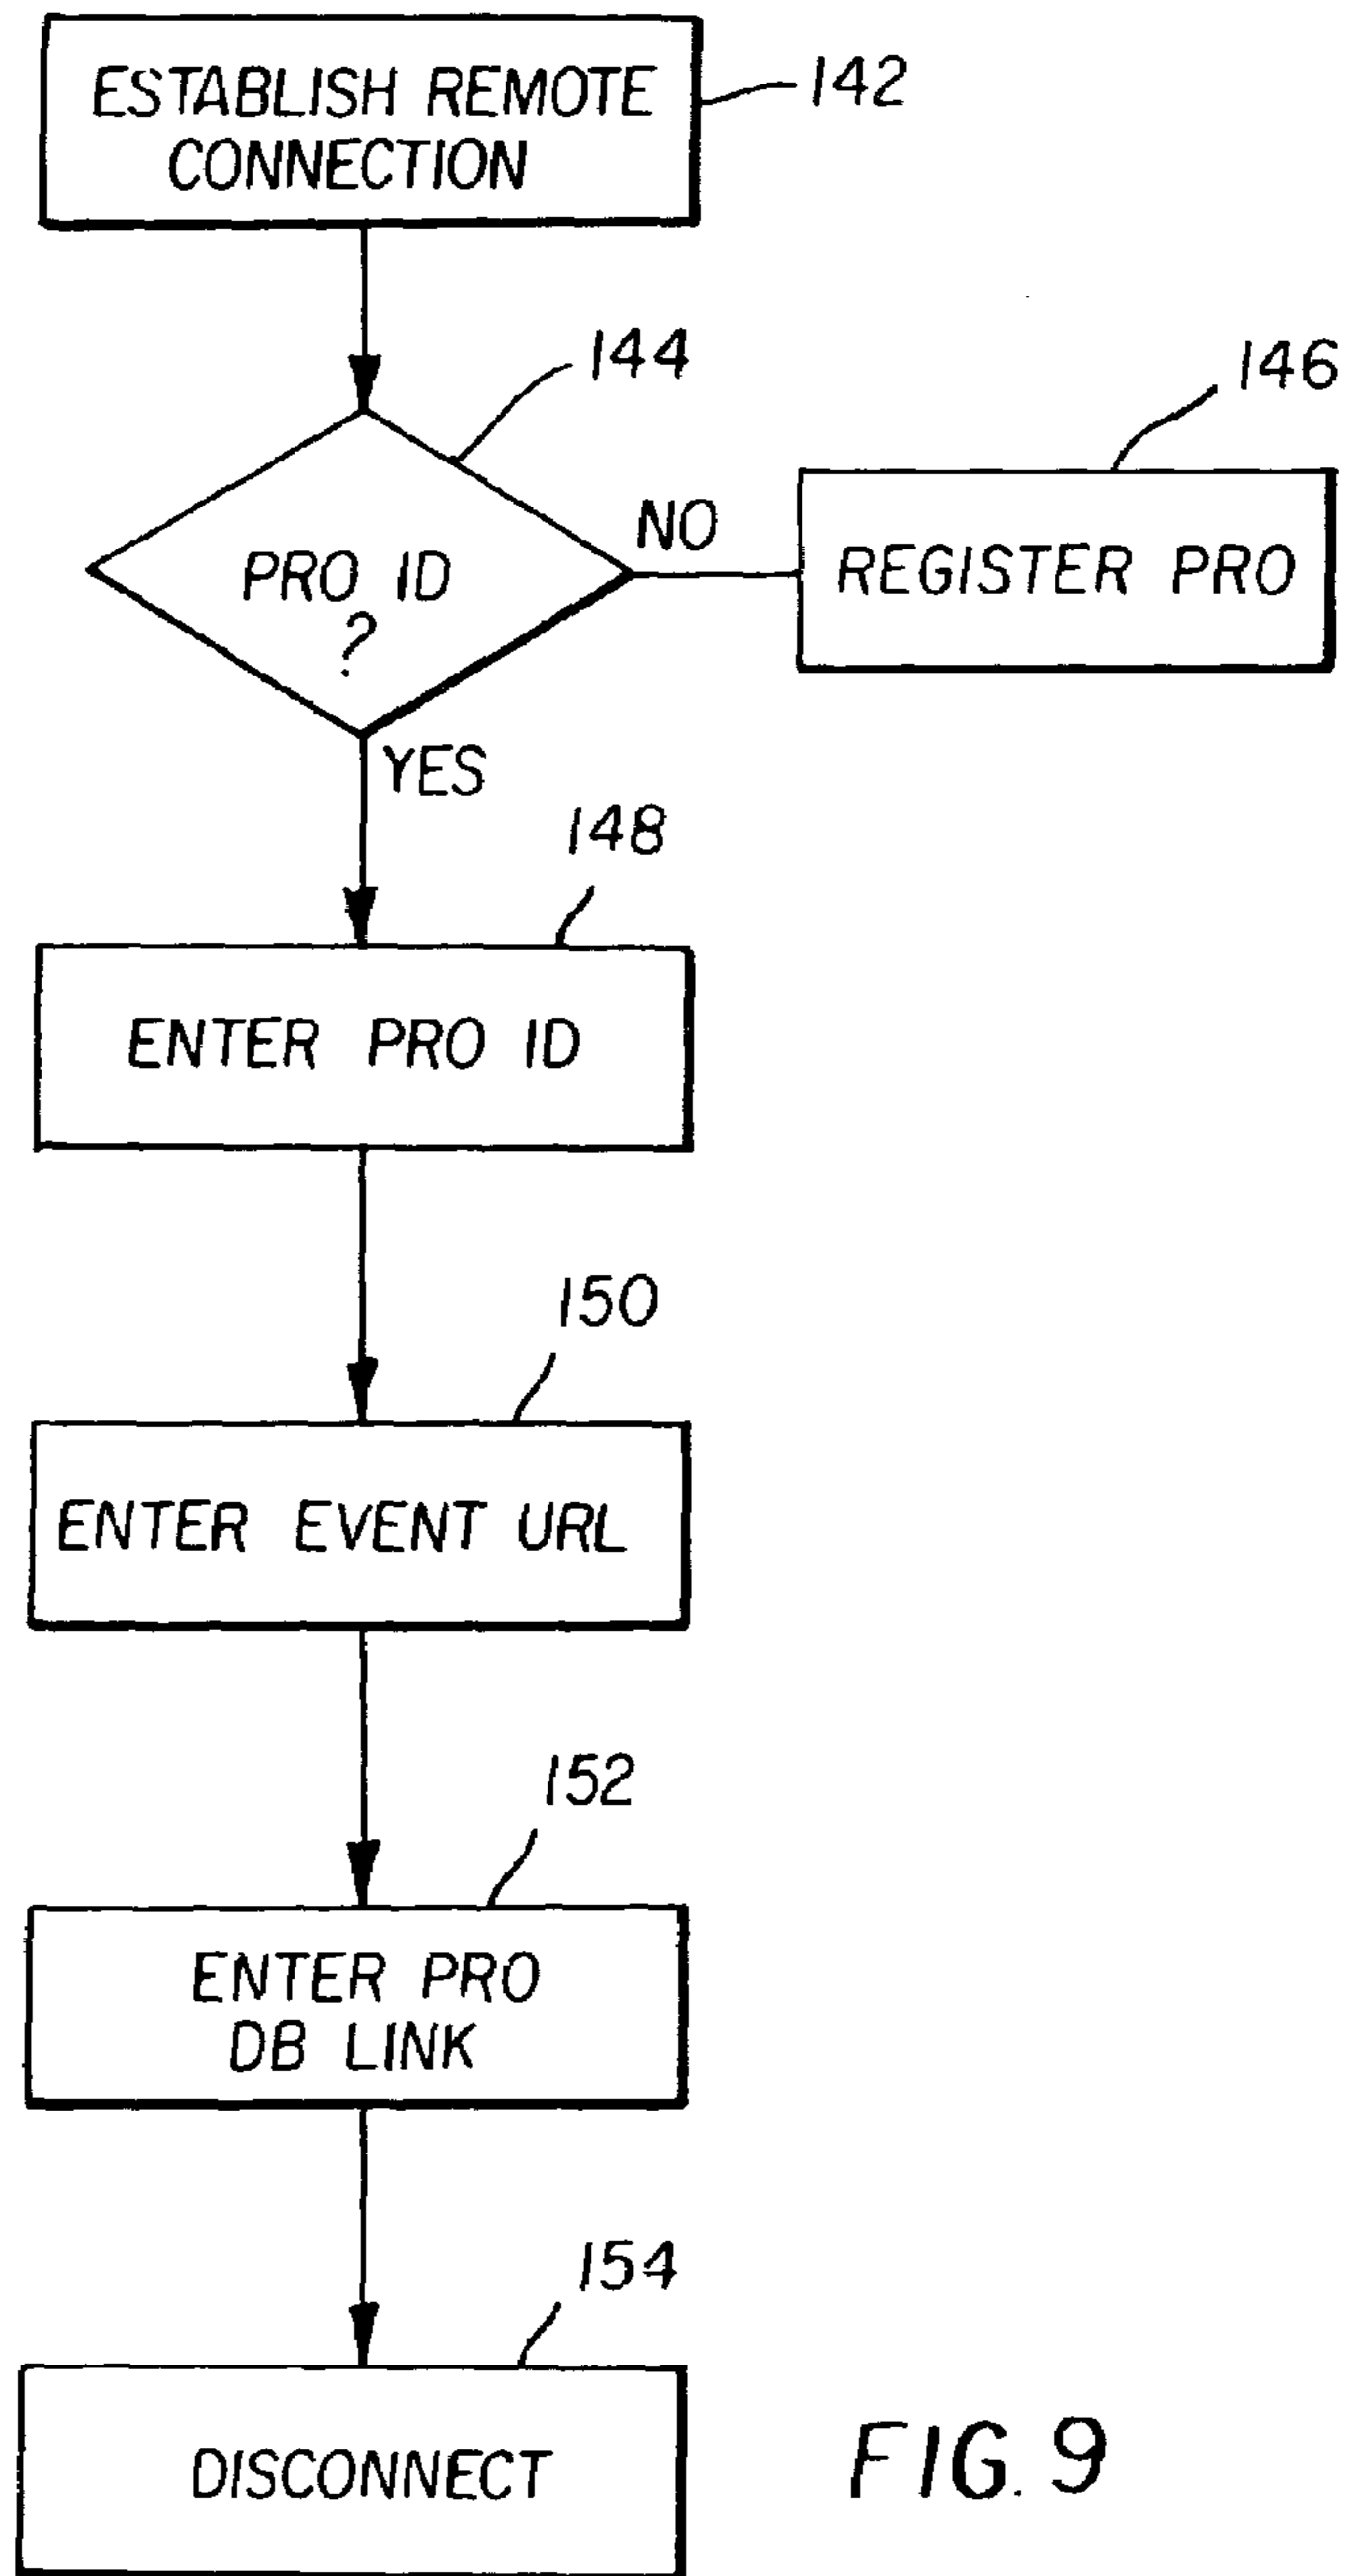 ESTABLISH REMOTE
CONNECTION
142
144
146
PRO ID
?
NO
REGISTER PRO
YES
148
ENTER PRO ID
150
ENTER EVENT URL
152
ENTER PRO
DB LINK
154
DISCONNECT
FIG. 9